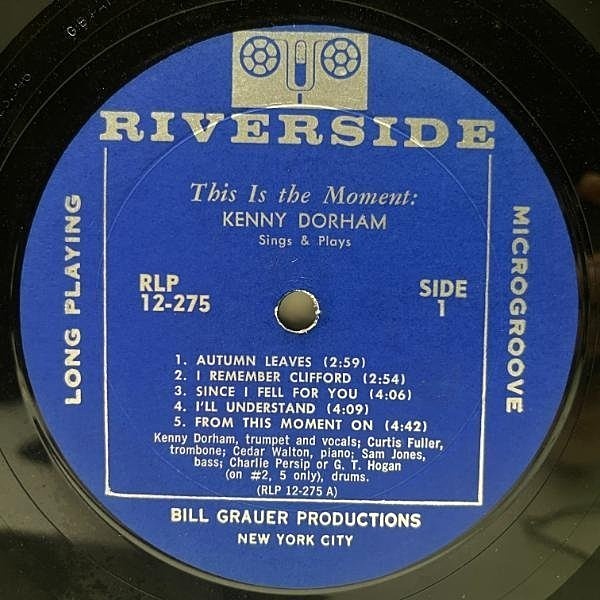 RIVERSIDE
This Is the Moment:
KENNY DORHAM
Sings & Plays
LONG PLAYING
MICROGROOVE
RLP
12-275
SIDE
1
1. AUTUMN LEAVES (2:59)
2. I REMEMBER CLIFFORD (2:54)
3. SINCE I FELL FOR YOU (4:06)
4. I'LL UNDERSTAND (4:09)
5. FROM THIS MOMENT ON (4:42)
Kenny Dorham, trumpet and vocals; Curtis Fuller,
trombone; Cedar Walton, piano; Sam Jones,
bass; Charlie Persip or G. T. Hogan
(on #2, 5 only), drums.
(RLP 12-275 A)
BILL GRAUER PRODUCTIONS
NEW YORK CITY